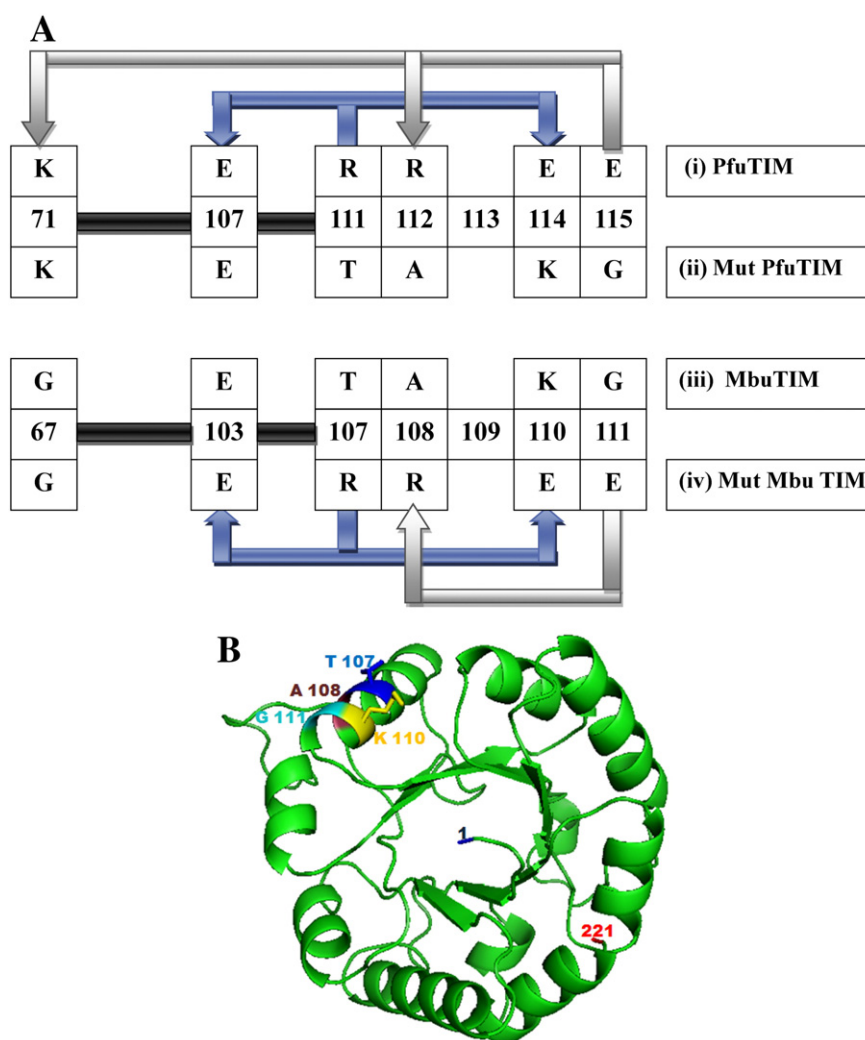 A
K E R R E E (i) PfuTIM
71 107 111 112 113 114 115
K E T A K G (ii) Mut PfuTIM
G E T A K G (iii) MbuTIM
67 103 107 108 109 110 111
G E R R E E (iv) Mut Mbu TIM
B
T 107
A 108
G 111
K 110
1
221